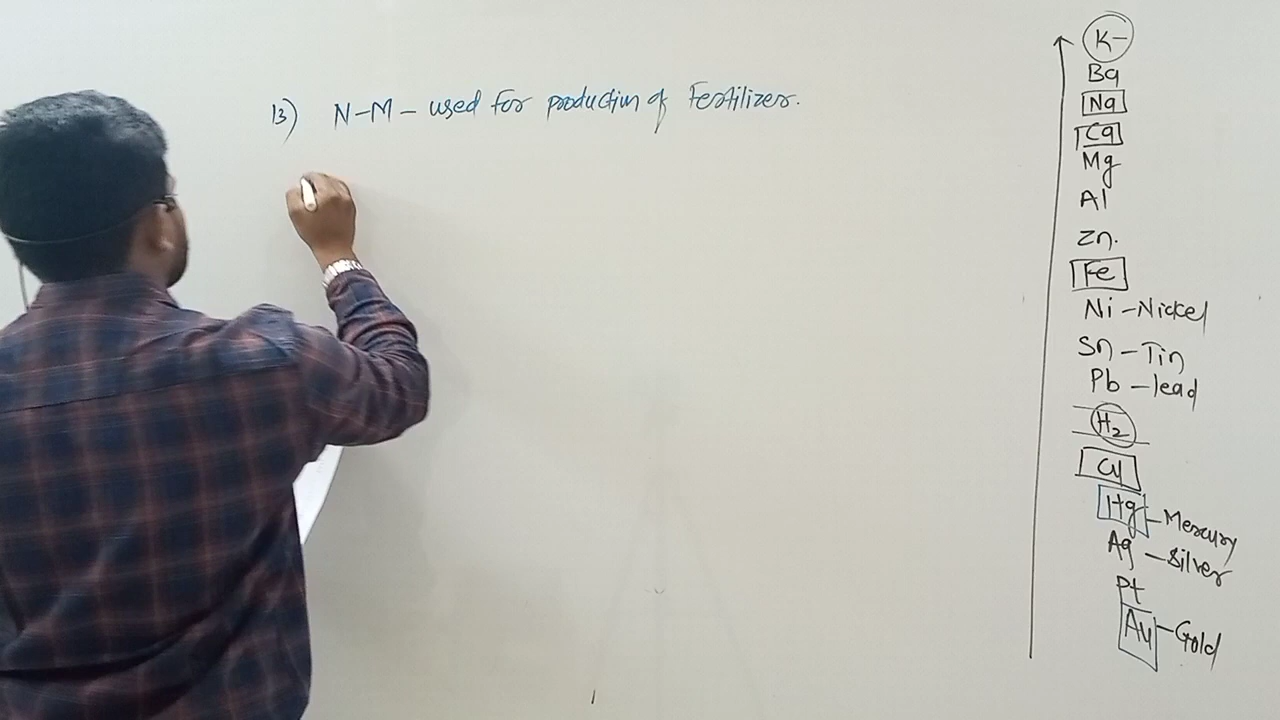 13) N-M - used for production of Fertilizer.
K-
Ba
Na
Ca
Mg
Al
Zn.
Fe
Ni - Nickel
Sn - Tin
Pb - lead
H2
Cu
Hg - Mercury
Ag - Silver
Pt
Au - Gold